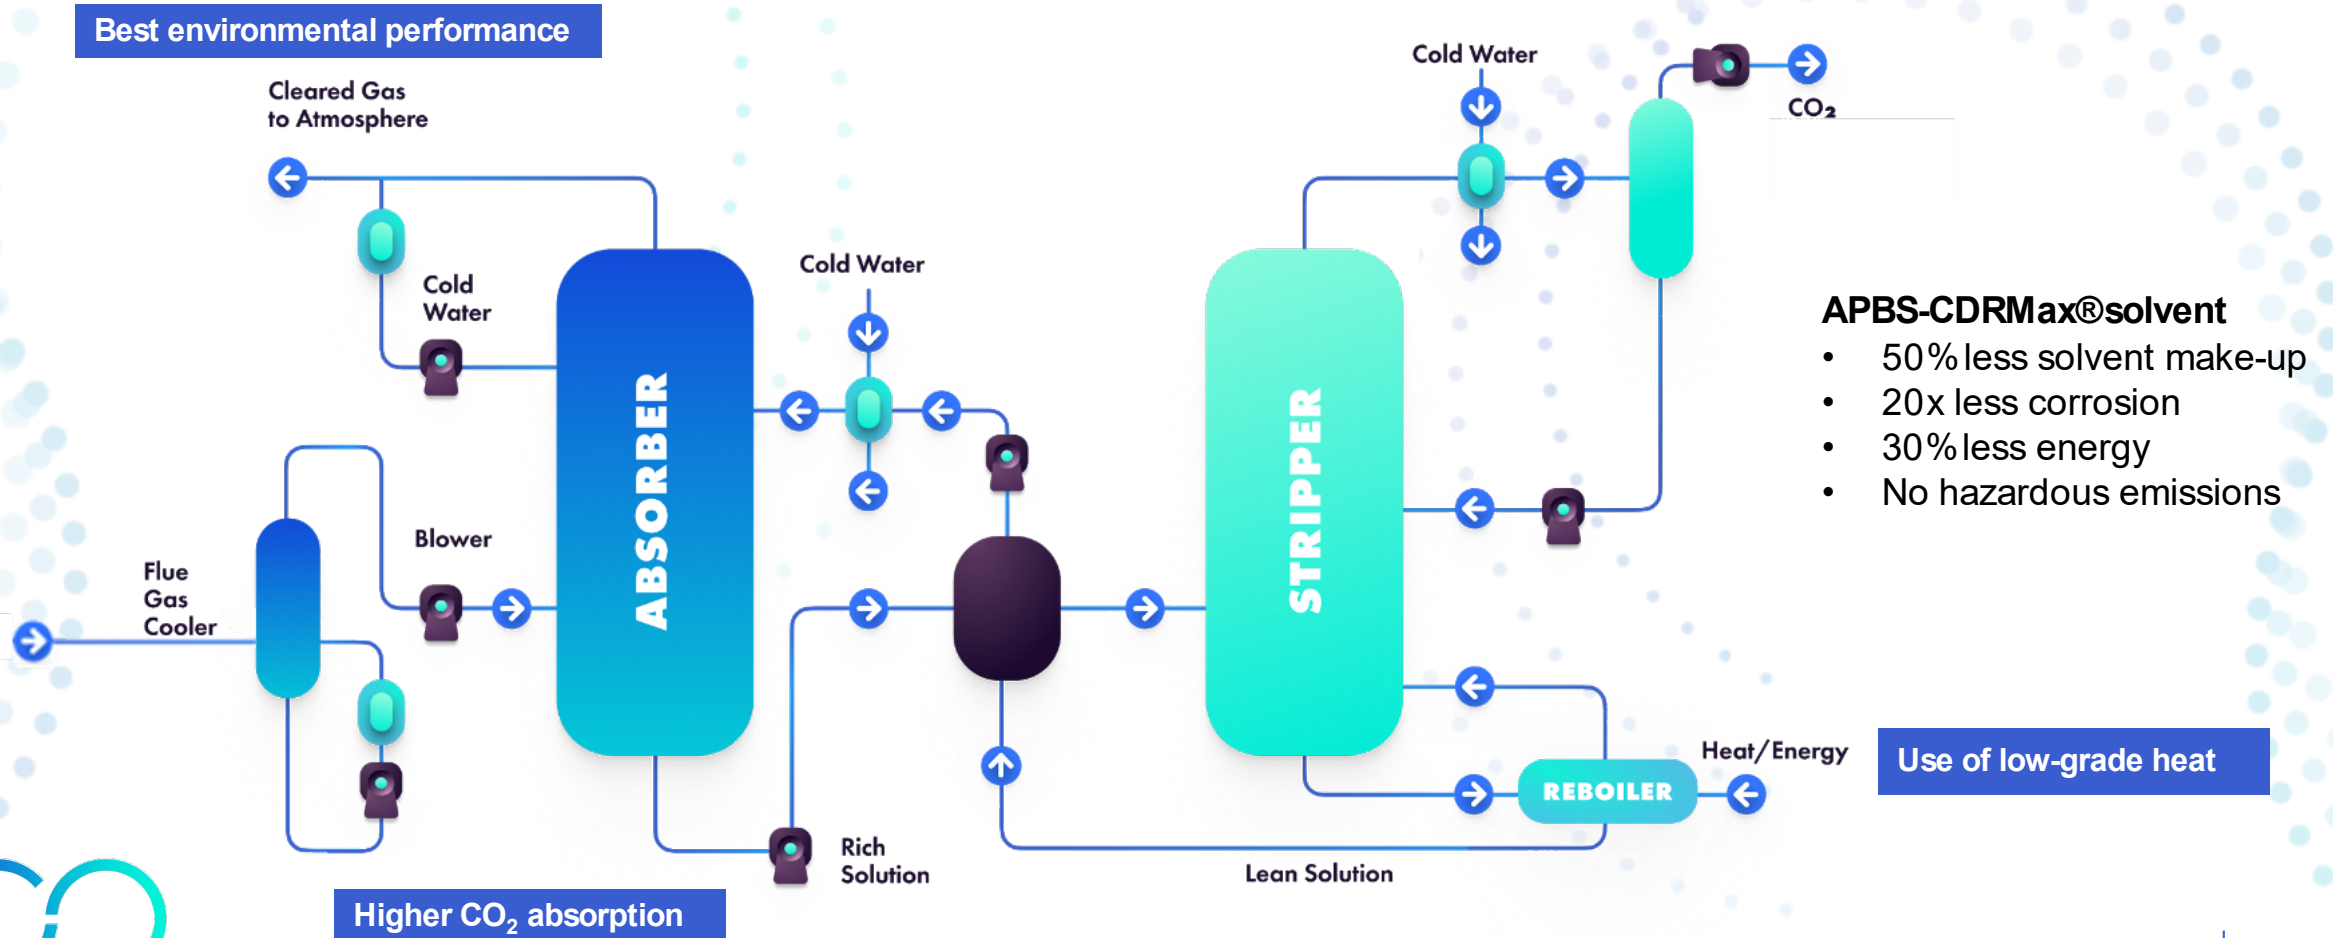 Best environmental performance
Cleared Gas
to Atmosphere
Cold Water
CO₂
Cold Water
Cold
Water
APBS-CDRMax®solvent
• 50% less solvent make-up
• 20x less corrosion
• 30% less energy
• No hazardous emissions
ABSORBER
STRIPPER
Blower
Flue
Gas
Cooler
Heat/Energy
Use of low-grade heat
REBOILER
Rich
Solution
Lean Solution
Higher CO₂ absorption